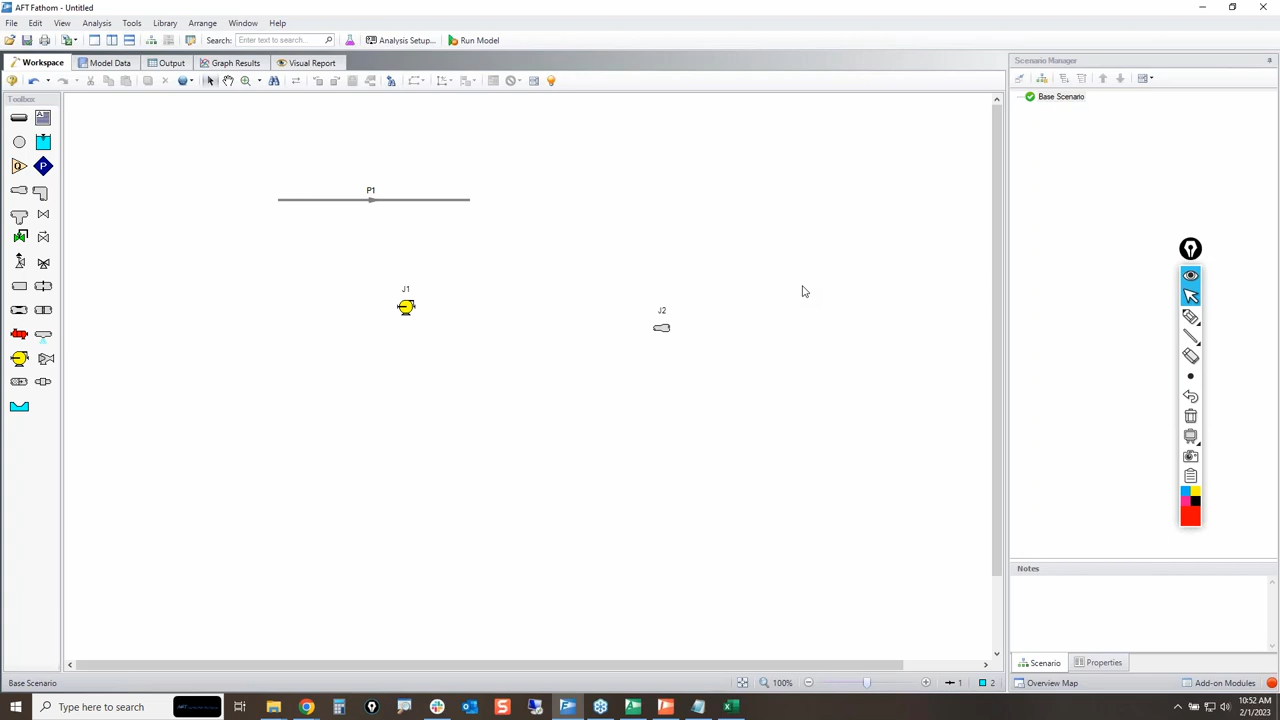 AFT Fathom - Untitled
File Edit View Analysis Tools Library Arrange Window Help
Search: Enter text to search... Analysis Setup... Run Model
Workspace Model Data Output Graph Results Visual Report
Scenario Manager
Toolbox
Base Scenario
P1
J1
J2
Q
P
Notes
Scenario Properties
Base Scenario 100% 1 2 Overview Map Add-on Modules
Type here to search
10:52 AM
2/1/2023